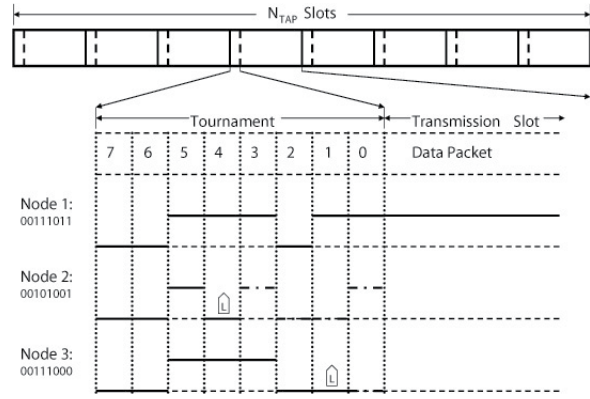 N_TAP Slots
Tournament
Transmission Slot
7 6 5 4 3 2 1 0 Data Packet
Node 1:
00111011
Node 2:
00101001
L
Node 3:
00111000
L